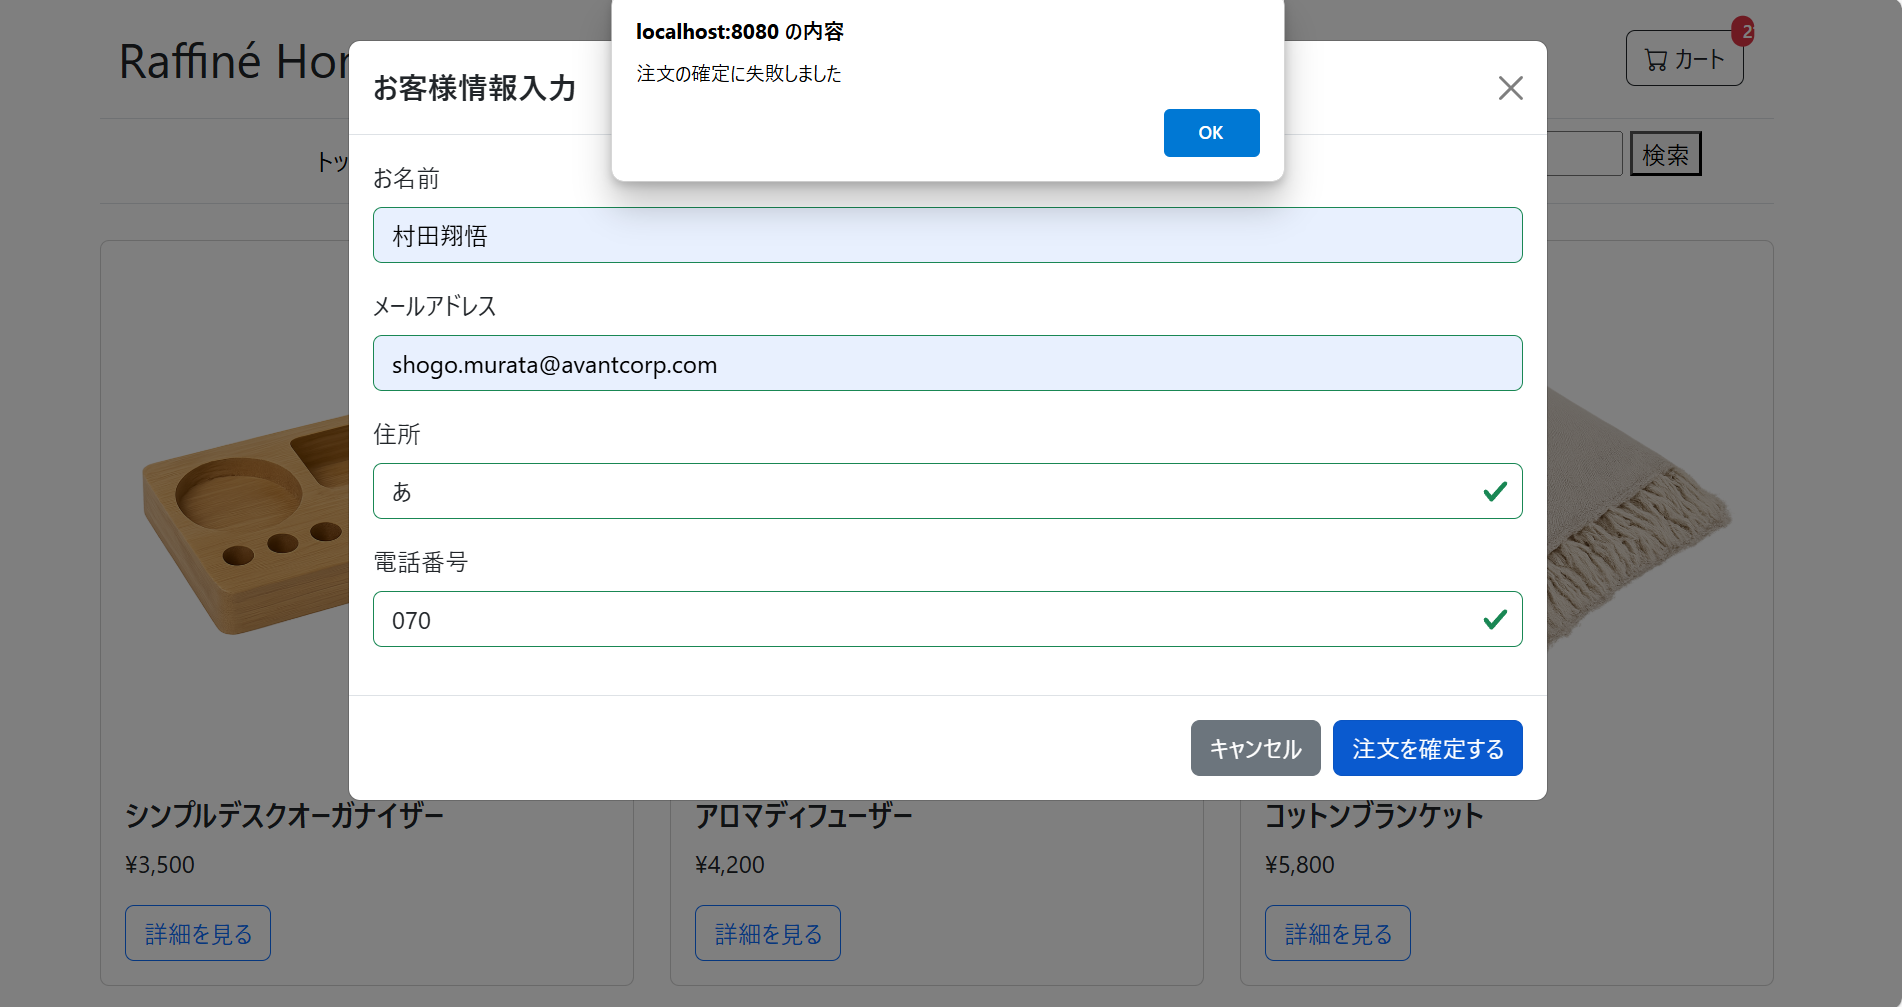 localhost:8080 の内容
注文の確定に失敗しました
OK
Raffiné
カート
2
検索
お客様情報入力
お名前
村田翔悟
メールアドレス
shogo.murata@avantcorp.com
住所
あ
電話番号
070
キャンセル
注文を確定する
シンプルデスクオーガナイザー
¥3,500
詳細を見る
アロマディフューザー
¥4,200
詳細を見る
コットンブランケット
¥5,800
詳細を見る